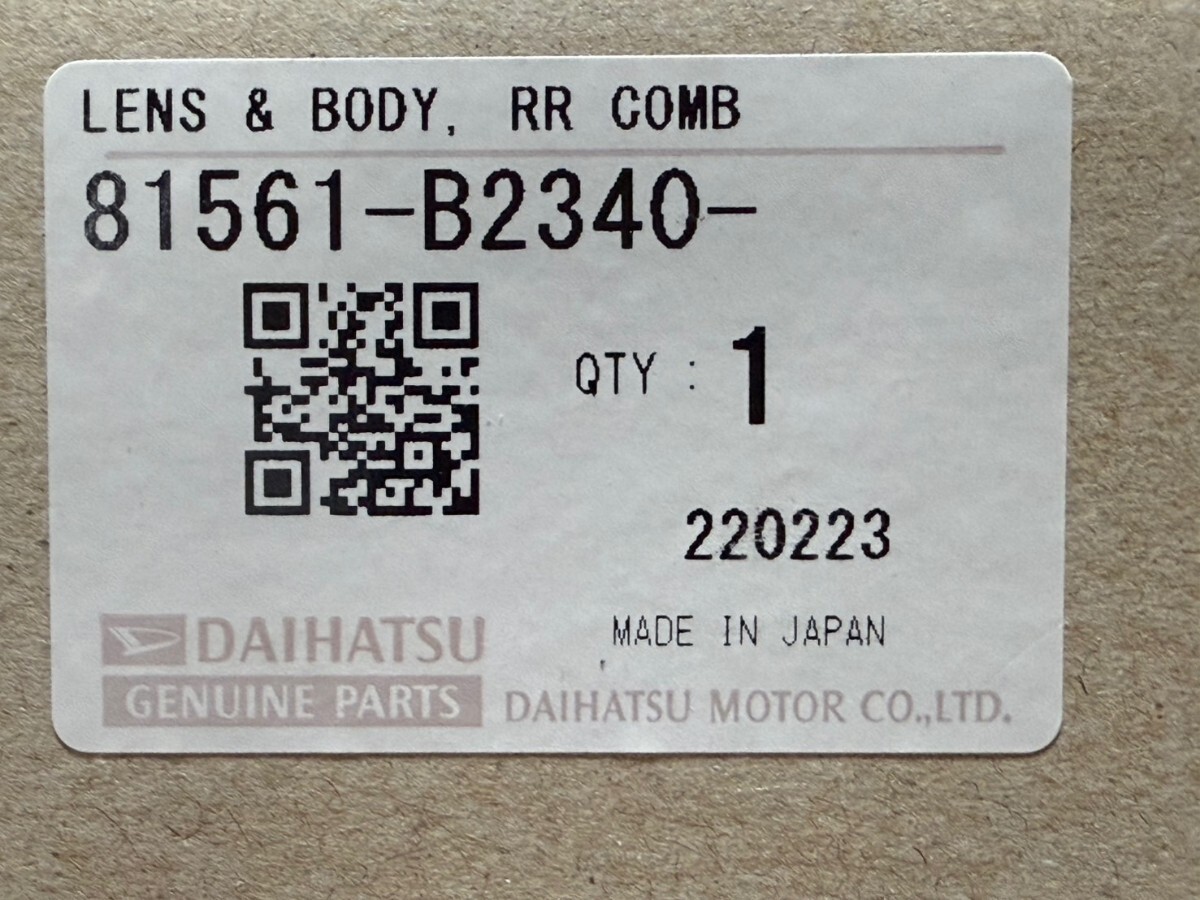 LENS & BODY, RR COMB
81561-B2340-
QTY : 1
220223
MADE IN JAPAN
DAIHATSU
GENUINE PARTS
DAIHATSU MOTOR CO.,LTD.